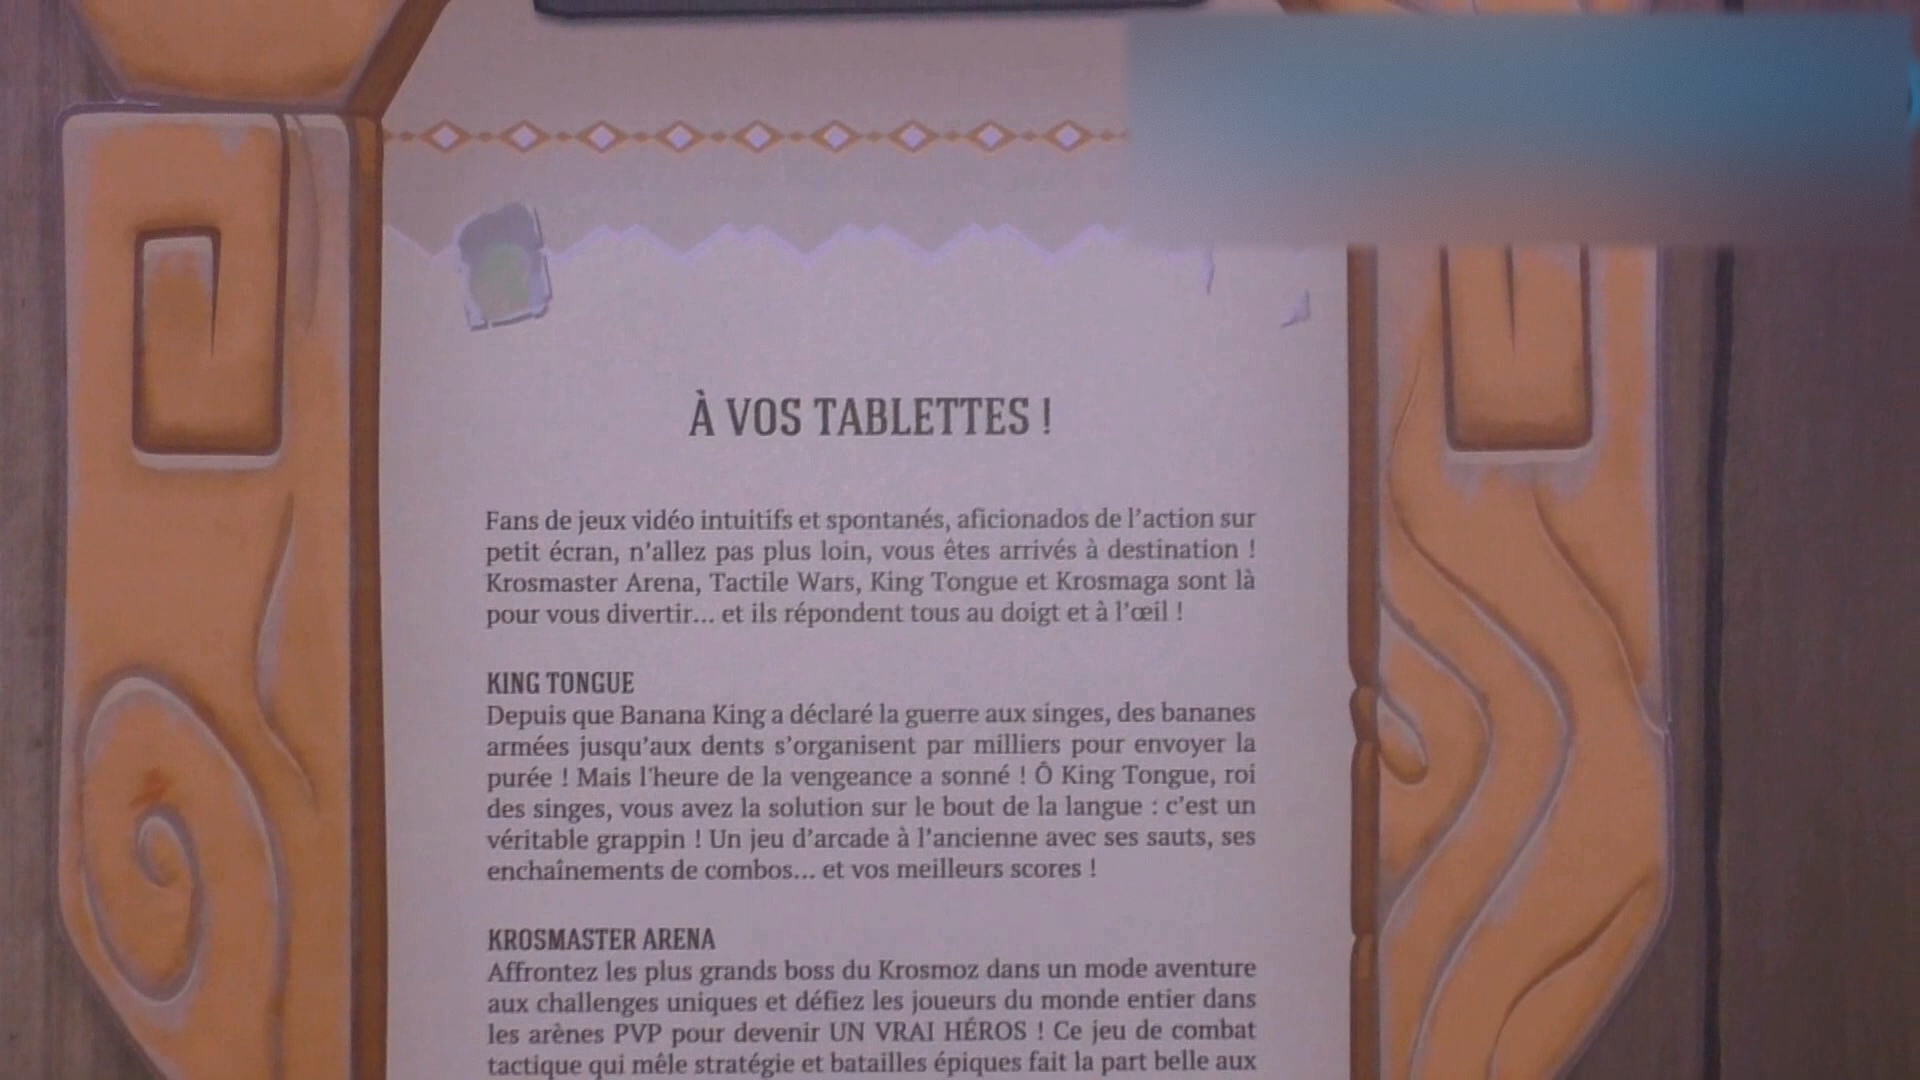 À VOS TABLETTES !
Fans de jeux vidéo intuitifs et spontanés, aficionados de l’action sur
petit écran, n’allez pas plus loin, vous êtes arrivés à destination !
Krosmaster Arena, Tactile Wars, King Tongue et Krosmaga sont là
pour vous divertir... et ils répondent tous au doigt et à l’œil !
KING TONGUE
Depuis que Banana King a déclaré la guerre aux singes, des bananes
armées jusqu’aux dents s’organisent par milliers pour envoyer la
purée ! Mais l'heure de la vengeance a sonné ! Ô King Tongue, roi
des singes, vous avez la solution sur le bout de la langue : c’est un
véritable grappin ! Un jeu d’arcade à l’ancienne avec ses sauts, ses
enchaînements de combos... et vos meilleurs scores !
KROSMASTER ARENA
Affrontez les plus grands boss du Krosmoz dans un mode aventure
aux challenges uniques et défiez les joueurs du monde entier dans
les arènes PVP pour devenir UN VRAI HÉROS ! Ce jeu de combat
tactique qui mêle stratégie et batailles épiques fait la part belle aux